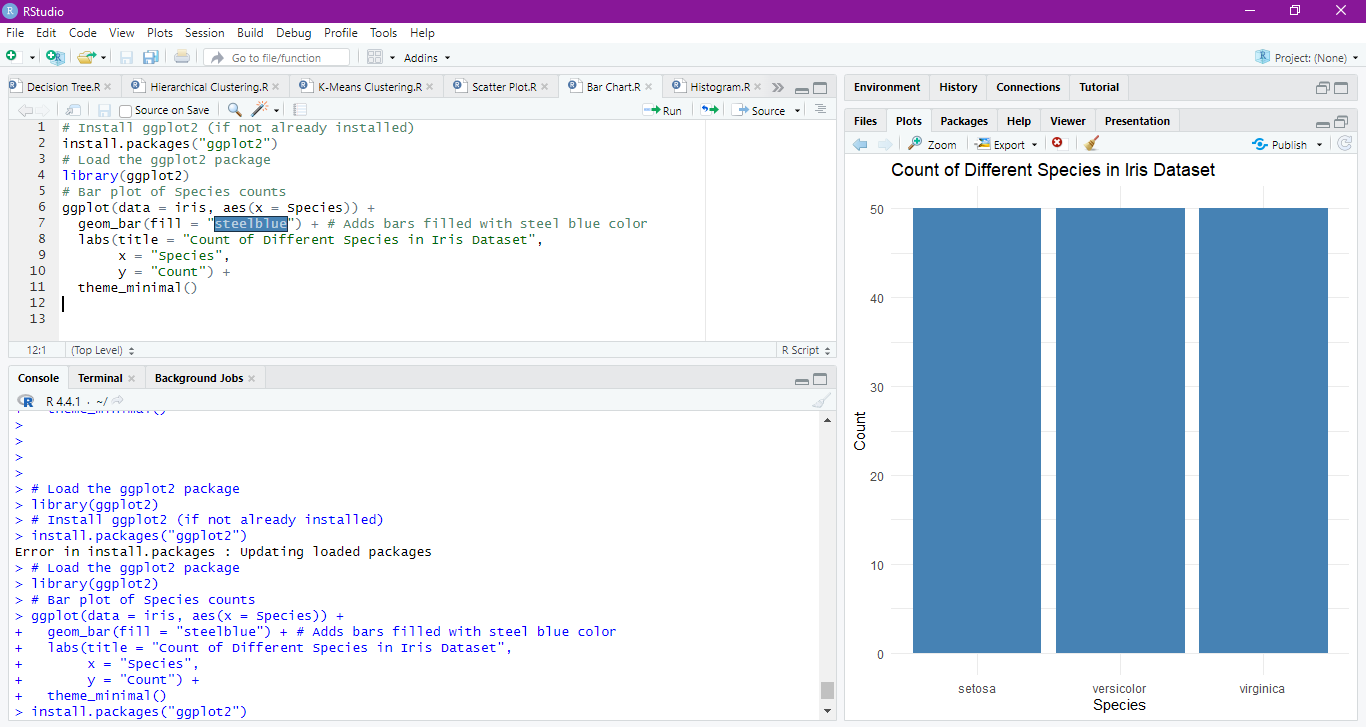 RStudio
File Edit Code View Plots Session Build Debug Profile Tools Help
Go to file/function Addins Project: (None)
Decision Tree.R Hierarchical Clustering.R K-Means Clustering.R Scatter Plot.R Bar Chart.R Histogram.R
Source on Save Run Source
1 # Install ggplot2 (if not already installed)
2 install.packages("ggplot2")
3 # Load the ggplot2 package
4 library(ggplot2)
5 # Bar plot of Species counts
6 ggplot(data = iris, aes(x = Species)) +
7 geom_bar(fill = "steelblue") + # Adds bars filled with steel blue color
8 labs(title = "Count of Different Species in Iris Dataset",
9 x = "Species",
10 y = "Count") +
11 theme_minimal()
12
13
12:1 (Top Level) R Script
Console Terminal Background Jobs
R 4.4.1 · ~/
+ theme_minimal()
>
>
>
>
> # Load the ggplot2 package
> library(ggplot2)
> # Install ggplot2 (if not already installed)
> install.packages("ggplot2")
Error in install.packages : Updating loaded packages
> # Load the ggplot2 package
> library(ggplot2)
> # Bar plot of Species counts
> ggplot(data = iris, aes(x = Species)) +
+ geom_bar(fill = "steelblue") + # Adds bars filled with steel blue color
+ labs(title = "Count of Different Species in Iris Dataset",
+ x = "Species",
+ y = "Count") +
+ theme_minimal()
> install.packages("ggplot2")
Environment History Connections Tutorial
Files Plots Packages Help Viewer Presentation
Zoom Export Publish
Count of Different Species in Iris Dataset
50
40
30
20
10
0
Count
setosa versicolor virginica
Species